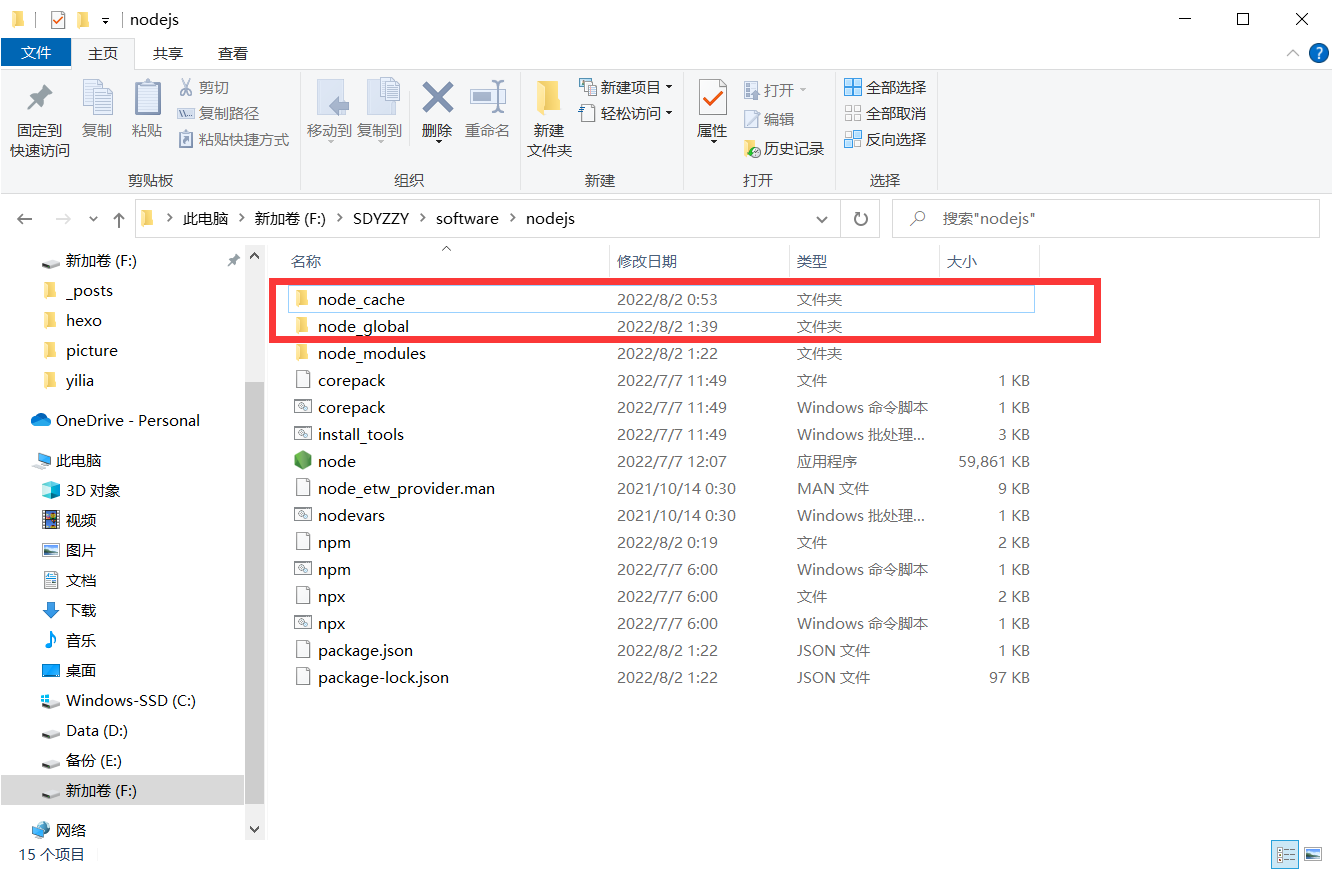 nodejs
文件 主页 共享 查看
固定到
快速访问
复制
粘贴
剪切
复制路径
粘贴快捷方式
剪贴板
移动到
复制到
删除
重命名
组织
新建
文件夹
新建项目
轻松访问
新建
属性
打开
编辑
历史记录
打开
全部选择
全部取消
反向选择
选择
此电脑 > 新加卷 (F:) > SDYZZY > software > nodejs
搜索"nodejs"
新加卷 (F:)
_posts
hexo
picture
yilia
OneDrive - Personal
此电脑
3D 对象
视频
图片
文档
下载
音乐
桌面
Windows-SSD (C:)
Data (D:)
备份 (E:)
新加卷 (F:)
网络
名称 修改日期 类型 大小
node_cache 2022/8/2 0:53 文件夹
node_global 2022/8/2 1:39 文件夹
node_modules 2022/8/2 1:22 文件夹
corepack 2022/7/7 11:49 文件 1 KB
corepack 2022/7/7 11:49 Windows 命令脚本 1 KB
install_tools 2022/7/7 11:49 Windows 批处理... 3 KB
node 2022/7/7 12:07 应用程序 59,861 KB
node_etw_provider.man 2021/10/14 0:30 MAN 文件 9 KB
nodevars 2021/10/14 0:30 Windows 批处理... 1 KB
npm 2022/8/2 0:19 文件 2 KB
npm 2022/7/7 6:00 Windows 命令脚本 1 KB
npx 2022/7/7 6:00 文件 2 KB
npx 2022/7/7 6:00 Windows 命令脚本 1 KB
package.json 2022/8/2 1:22 JSON 文件 1 KB
package-lock.json 2022/8/2 1:22 JSON 文件 97 KB
15 个项目